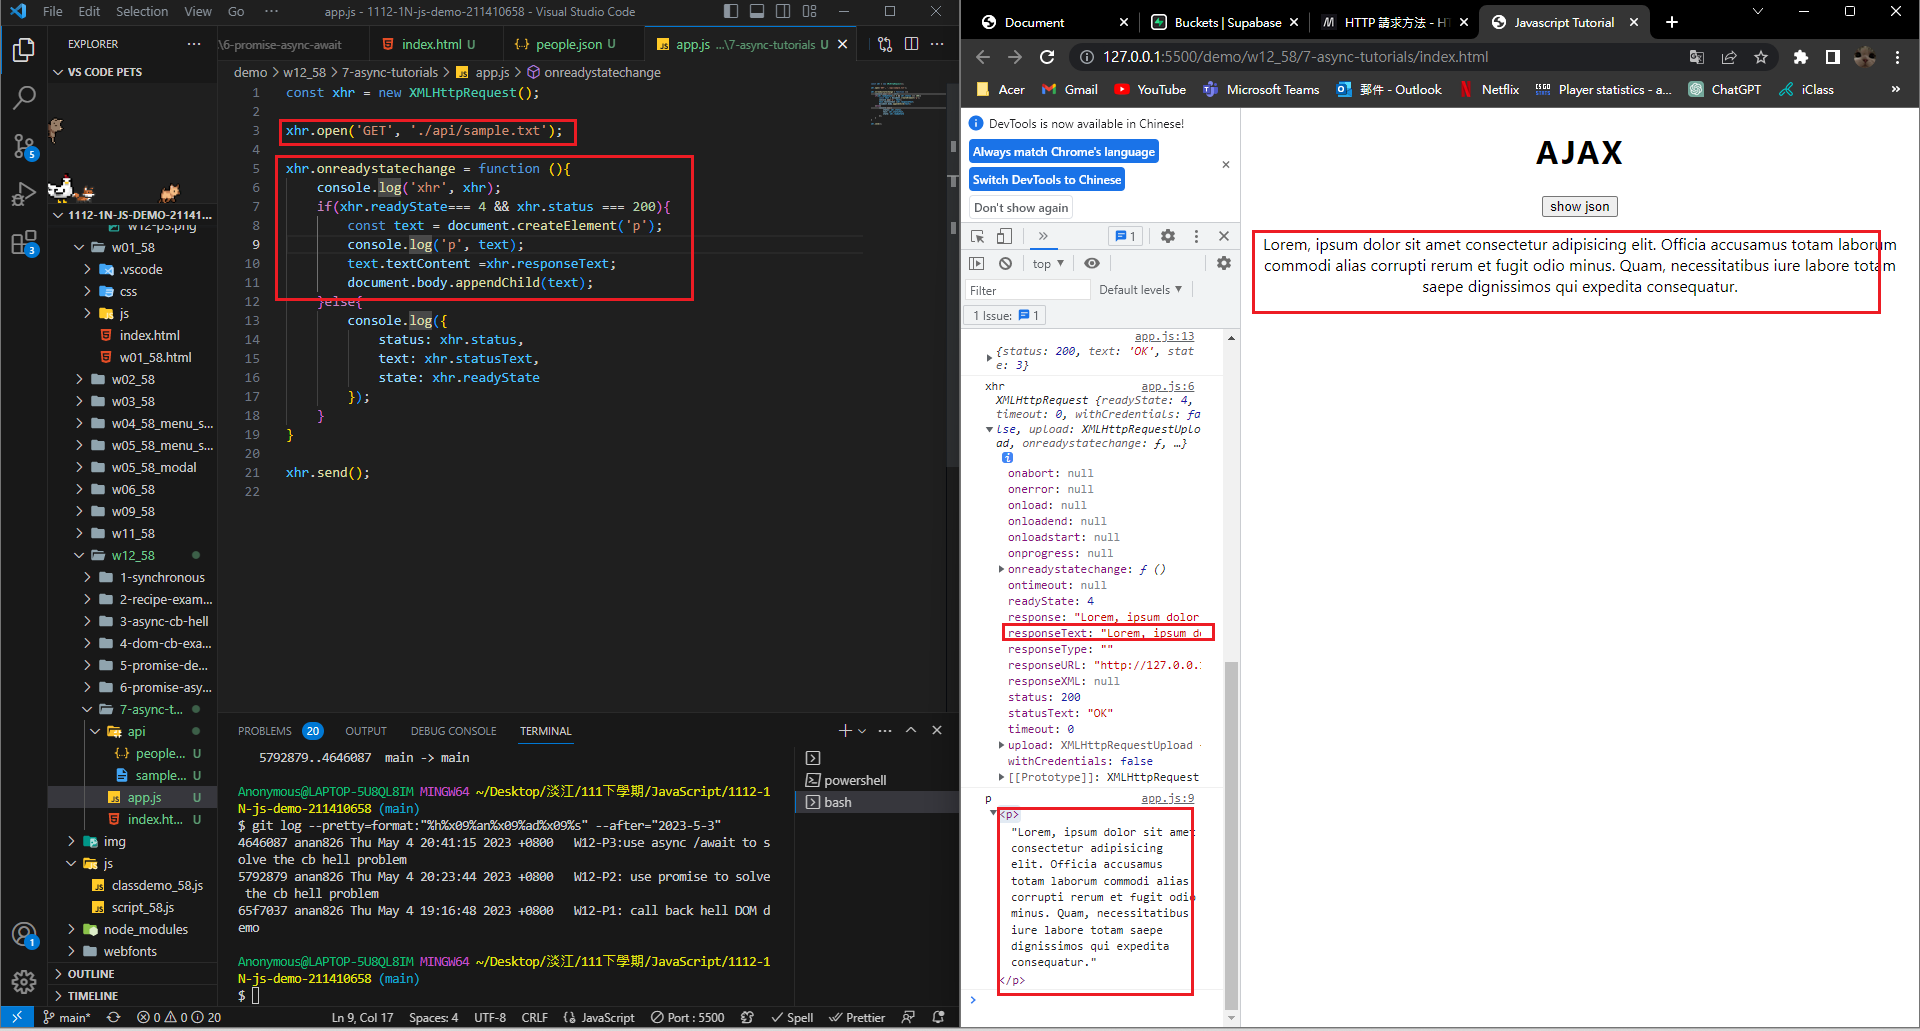 File Edit Selection View Go ··· app.js - 1112-1N-js-demo-211410658 - Visual Studio Code
EXPLORER ···
VS CODE PETS
1112-1N-JS-DEMO-21141...
w12-p5.png
w01_58
.vscode
css
js
index.html
w01_58.html
w02_58
w03_58
w04_58_menu_s...
w05_58_menu_s...
w05_58_modal
w06_58
w09_58
w11_58
w12_58
1-synchronous
2-recipe-exam...
3-async-cb-hell
4-dom-cb-exa...
5-promise-de...
6-promise-asy...
7-async-t...
api
people... U
sample... U
app.js U
index.ht... U
img
js
classdemo_58.js
script_58.js
node_modules
webfonts
OUTLINE
TIMELINE
5
3
1
\6-promise-async-await index.html U {} people.json U app.js ...\7-async-tutorials U
demo > w12_58 > 7-async-tutorials > app.js > onreadystatechange
1 const xhr = new XMLHttpRequest();
2
3 xhr.open('GET', './api/sample.txt');
4
5 xhr.onreadystatechange = function (){
6 console.log('xhr', xhr);
7 if(xhr.readyState=== 4 && xhr.status === 200){
8 const text = document.createElement('p');
9 console.log('p', text);
10 text.textContent =xhr.responseText;
11 document.body.appendChild(text);
12 }else{
13 console.log({
14 status: xhr.status,
15 text: xhr.statusText,
16 state: xhr.readyState
17 });
18 }
19 }
20
21 xhr.send();
22
PROBLEMS 20 OUTPUT DEBUG CONSOLE TERMINAL
5792879..4646087 main -> main
Anonymous@LAPTOP-5U8QL8IM MINGW64 ~/Desktop/淡江/111下學期/JavaScript/1112-1
N-js-demo-211410658 (main)
$ git log --pretty=format:"%h%x09%an%x09%ad%x09%s" --after="2023-5-3"
4646087 anan826 Thu May 4 20:41:15 2023 +0800 W12-P3:use async /await to s
olve the cb hell problem
5792879 anan826 Thu May 4 20:23:44 2023 +0800 W12-P2: use promise to solve
the cb hell problem
65f7037 anan826 Thu May 4 19:16:48 2023 +0800 W12-P1: call back hell DOM d
emo
Anonymous@LAPTOP-5U8QL8IM MINGW64 ~/Desktop/淡江/111下學期/JavaScript/1112-1
N-js-demo-211410658 (main)
$
powershell
bash
main* 0 0 20 Ln 9, Col 17 Spaces: 4 UTF-8 CRLF {} JavaScript Port : 5500 Spell Prettier
Document Buckets | Supabase HTTP 請求方法 - HT Javascript Tutorial
127.0.0.1:5500/demo/w12_58/7-async-tutorials/index.html
Acer Gmail YouTube Microsoft Teams 郵件 - Outlook Netflix Player statistics - a... ChatGPT iClass »
DevTools is now available in Chinese!
Always match Chrome's language
Switch DevTools to Chinese
Don't show again
» 1
top ▼
Filter Default levels ▼
1 Issue: 1
app.js:13
{status: 200, text: 'OK', stat
e: 3}
xhr app.js:6
XMLHttpRequest {readyState: 4,
timeout: 0, withCredentials: fa
lse, upload: XMLHttpRequestUplo
ad, onreadystatechange: ƒ, …}
onabort: null
onerror: null
onload: null
onloadend: null
onloadstart: null
onprogress: null
onreadystatechange: ƒ ()
ontimeout: null
readyState: 4
response: "Lorem, ipsum dolor
responseText: "Lorem, ipsum do
responseType: ""
responseURL: "http://127.0.0.1
responseXML: null
status: 200
statusText: "OK"
timeout: 0
upload: XMLHttpRequestUpload
withCredentials: false
[[Prototype]]: XMLHttpRequest
p app.js:9
<p>
"Lorem, ipsum dolor sit amet
consectetur adipisicing
elit. Officia accusamus
totam laborum commodi alias
corrupti rerum et fugit odio
minus. Quam, necessitatibus
iure labore totam saepe
dignissimos qui expedita
consequatur."
</p>
AJAX
show json
Lorem, ipsum dolor sit amet consectetur adipisicing elit. Officia accusamus totam laborum
commodi alias corrupti rerum et fugit odio minus. Quam, necessitatibus iure labore totam
saepe dignissimos qui expedita consequatur.